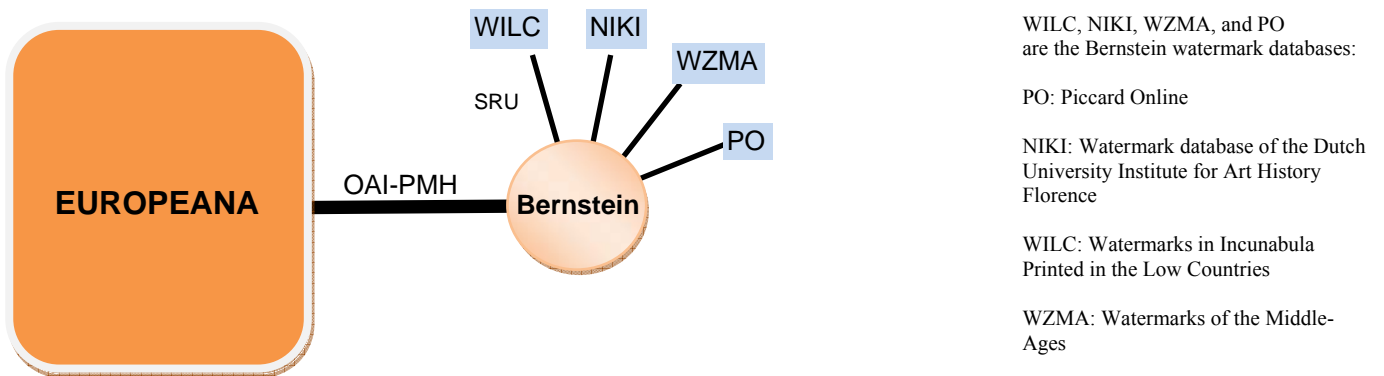 WILC
NIKI
WZMA
SRU
PO
OAI-PMH
EUROPEANA
Bernstein
WILC, NIKI, WZMA, and PO
are the Bernstein watermark databases:
PO: Piccard Online
NIKI: Watermark database of the Dutch
University Institute for Art History
Florence
WILC: Watermarks in Incunabula
Printed in the Low Countries
WZMA: Watermarks of the Middle-
Ages